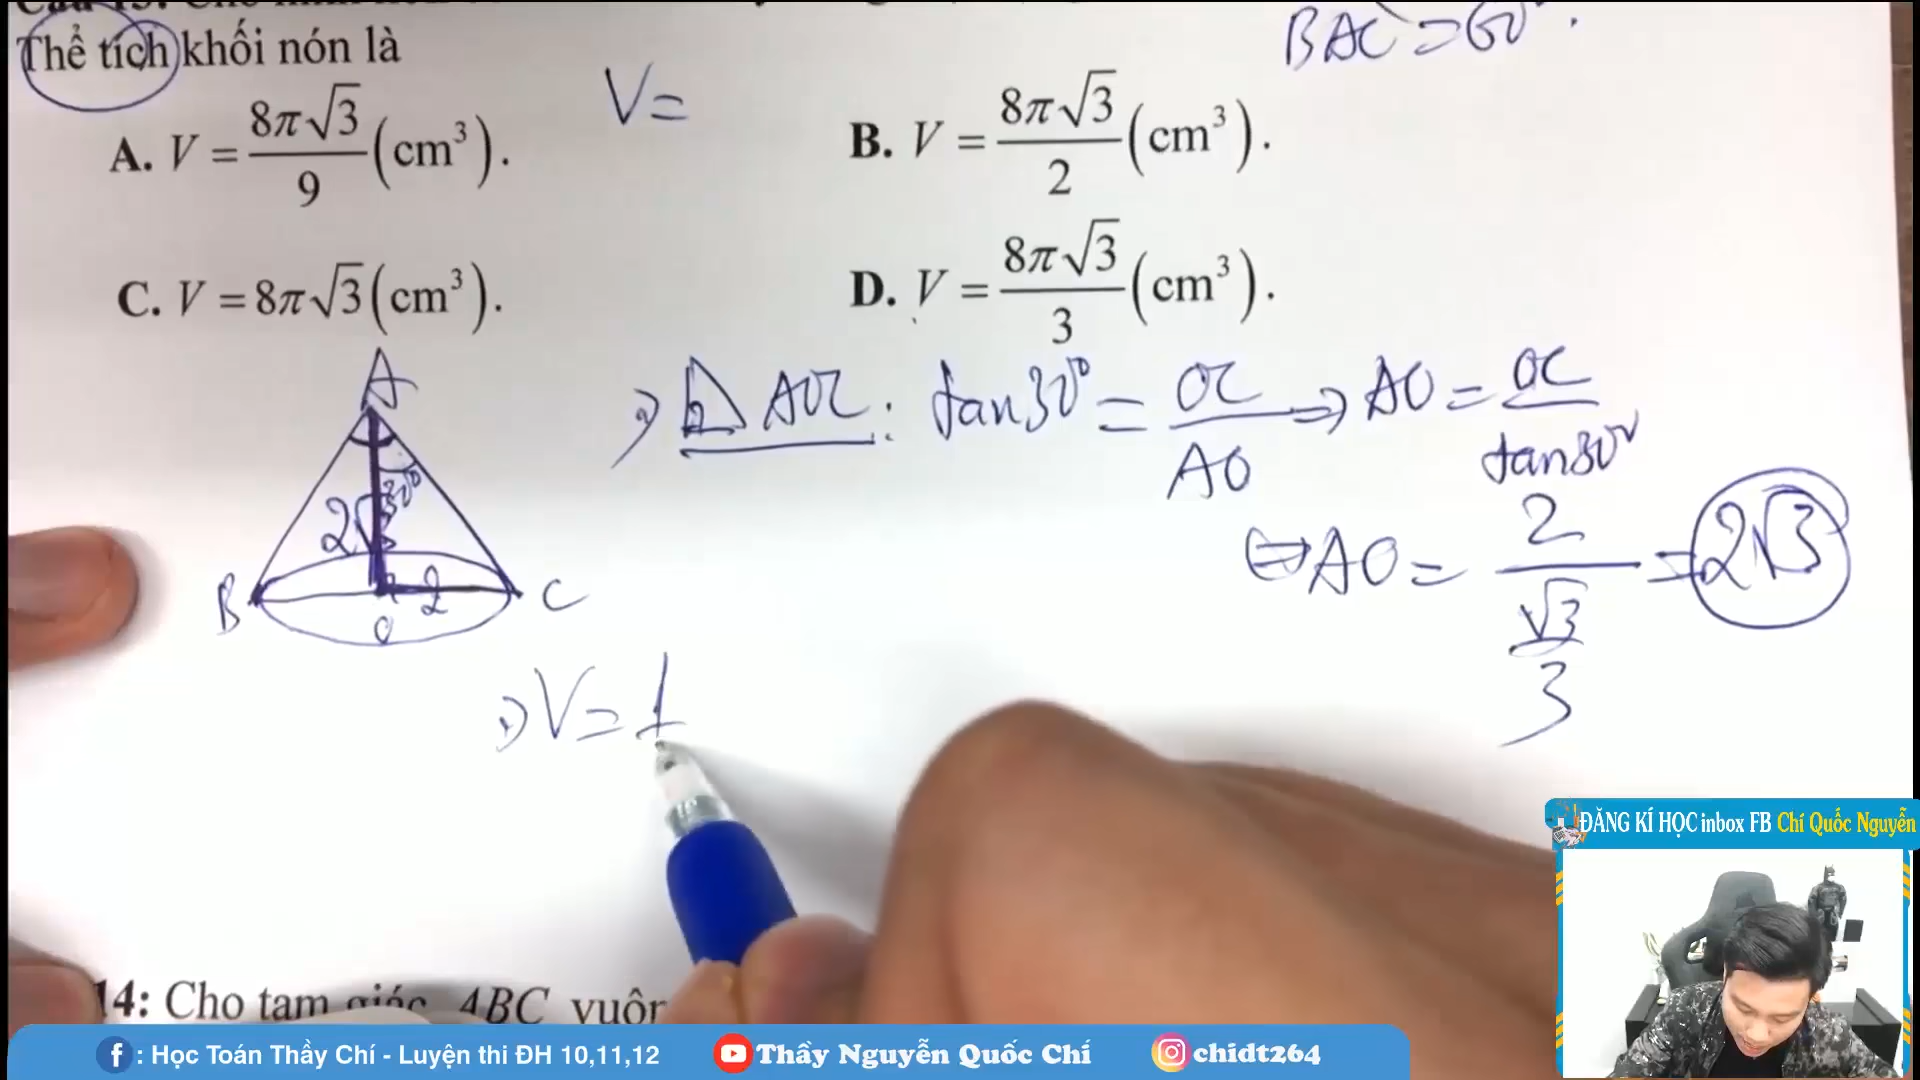 BAC = 60°.
Thể tích khối nón là
V =
A. V = 8π√3/9 (cm³).
B. V = 8π√3/2 (cm³).
C. V = 8π√3 (cm³).
D. V = 8π√3/3 (cm³).
A
30°
2√3
B
2
C
O
AOC: tan30° = OC/AO => AO = OC/tan30°
⇔ AO = 2/(√3/3) = 2√3
V = 1
14: Cho tam giác ABC vuôn
ĐĂNG KÍ HỌC inbox FB Chí Quốc Nguyễn
f : Học Toán Thầy Chí - Luyện thi ĐH 10,11,12
Thầy Nguyễn Quốc Chí
chidt264